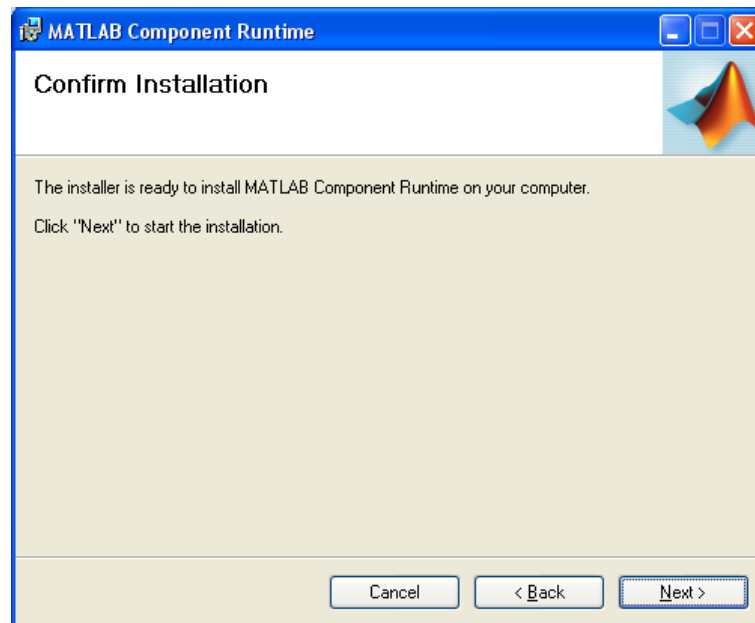 MATLAB Component Runtime
Confirm Installation
The installer is ready to install MATLAB Component Runtime on your computer.
Click "Next" to start the installation.
Cancel
< Back
Next >